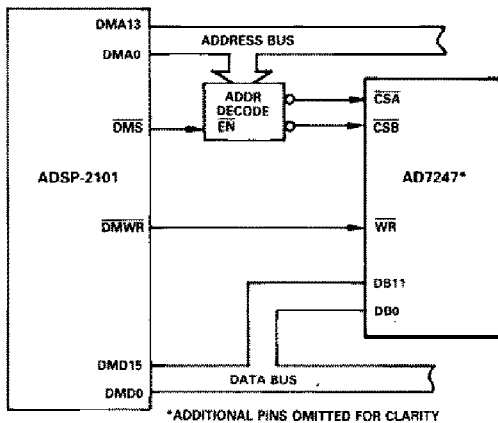 DMA13
ADDRESS BUS
DMA0
ADDR
DECODE
EN
CSA
CSB
DMS
ADSP-2101
AD7247*
DMWR
WR
DB11
DB0
DMD15
DATA BUS
DMD0
*ADDITIONAL PINS OMITTED FOR CLARITY